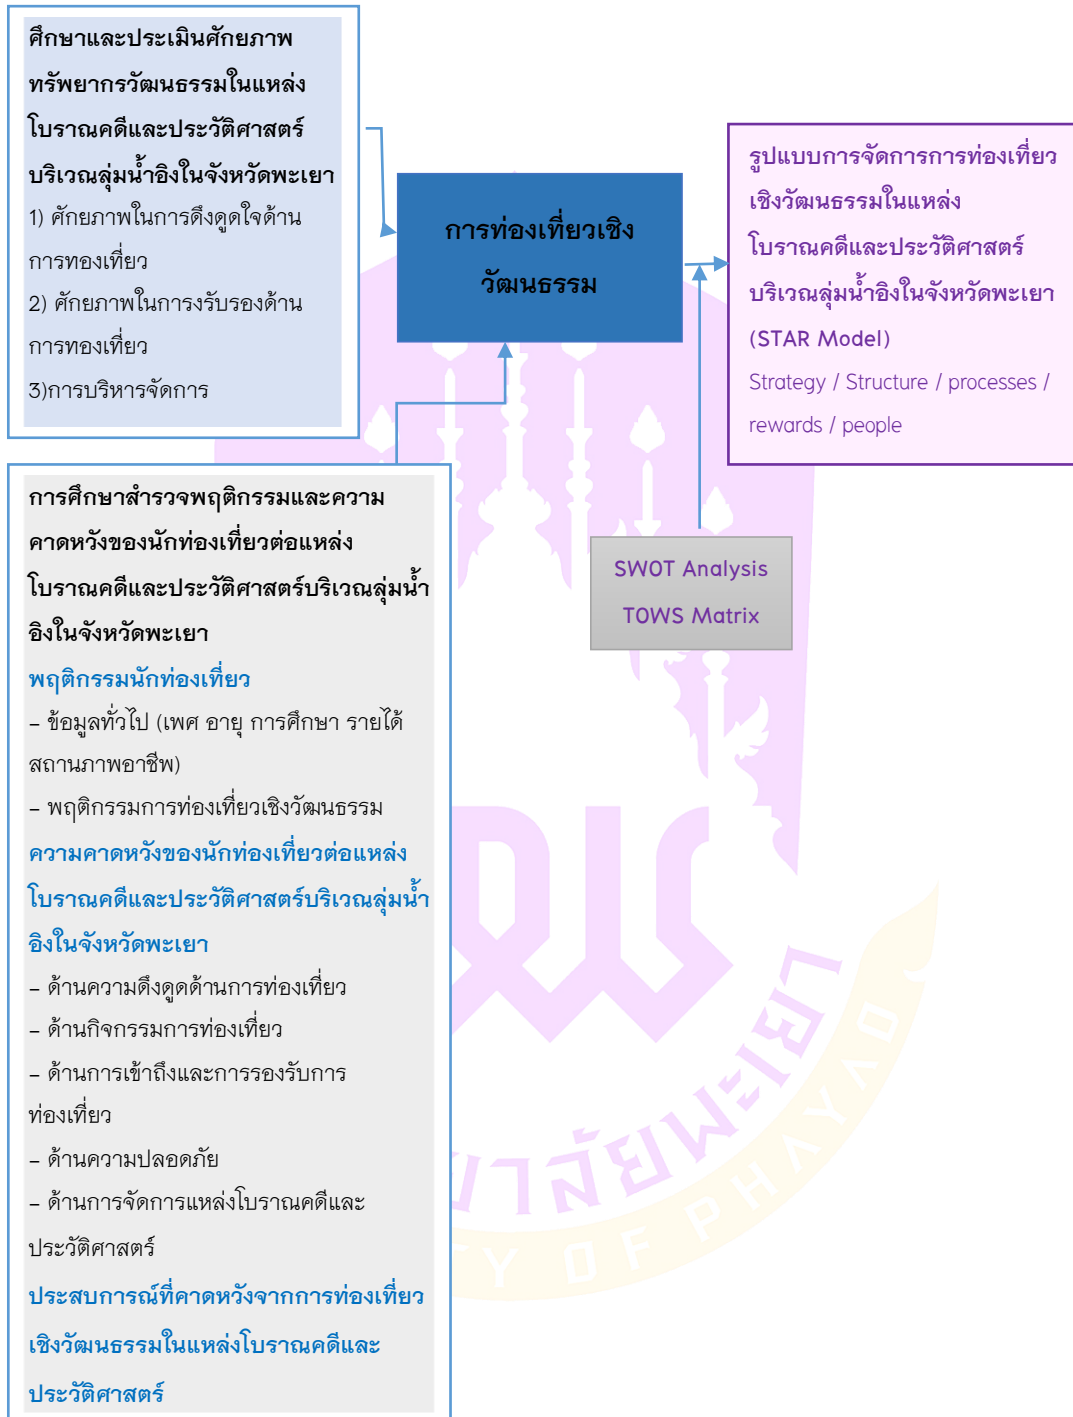 ศึกษาและประเมินศักยภาพ
ทรัพยากรวัฒนธรรมในแหล่ง
โบราณคดีและประวัติศาสตร์
บริเวณลุ่มน้ำอิงในจังหวัดพะเยา
1) ศักยภาพในการดึงดูดใจด้าน
การทองเที่ยว
2) ศักยภาพในการงรับรองด้าน
การทองเที่ยว
3)การบริหารจัดการ
การท่องเที่ยวเชิง
วัฒนธรรม
รูปแบบการจัดการการท่องเที่ยว
เชิงวัฒนธรรมในแหล่ง
โบราณคดีและประวัติศาสตร์
บริเวณลุ่มน้ำอิงในจังหวัดพะเยา
(STAR Model)
Strategy / Structure / processes /
rewards / people
การศึกษาสำรวจพฤติกรรมและความ
คาดหวังของนักท่องเที่ยวต่อแหล่ง
โบราณคดีและประวัติศาสตร์บริเวณลุ่มน้ำ
อิงในจังหวัดพะเยา
พฤติกรรมนักท่องเที่ยว
- ข้อมูลทั่วไป (เพศ อายุ การศึกษา รายได้
สถานภาพอาชีพ)
- พฤติกรรมการท่องเที่ยวเชิงวัฒนธรรม
ความคาดหวังของนักท่องเที่ยวต่อแหล่ง
โบราณคดีและประวัติศาสตร์บริเวณลุ่มน้ำ
อิงในจังหวัดพะเยา
- ด้านความดึงดูดด้านการท่องเที่ยว
- ด้านกิจกรรมการท่องเที่ยว
- ด้านการเข้าถึงและการรองรับการ
ท่องเที่ยว
- ด้านความปลอดภัย
- ด้านการจัดการแหล่งโบราณคดีและ
ประวัติศาสตร์
ประสบการณ์ที่คาดหวังจากการท่องเที่ยว
เชิงวัฒนธรรมในแหล่งโบราณคดีและ
ประวัติศาสตร์
SWOT Analysis
TOWS Matrix
ยาลัยพะเยา
TY OF PHAYAO